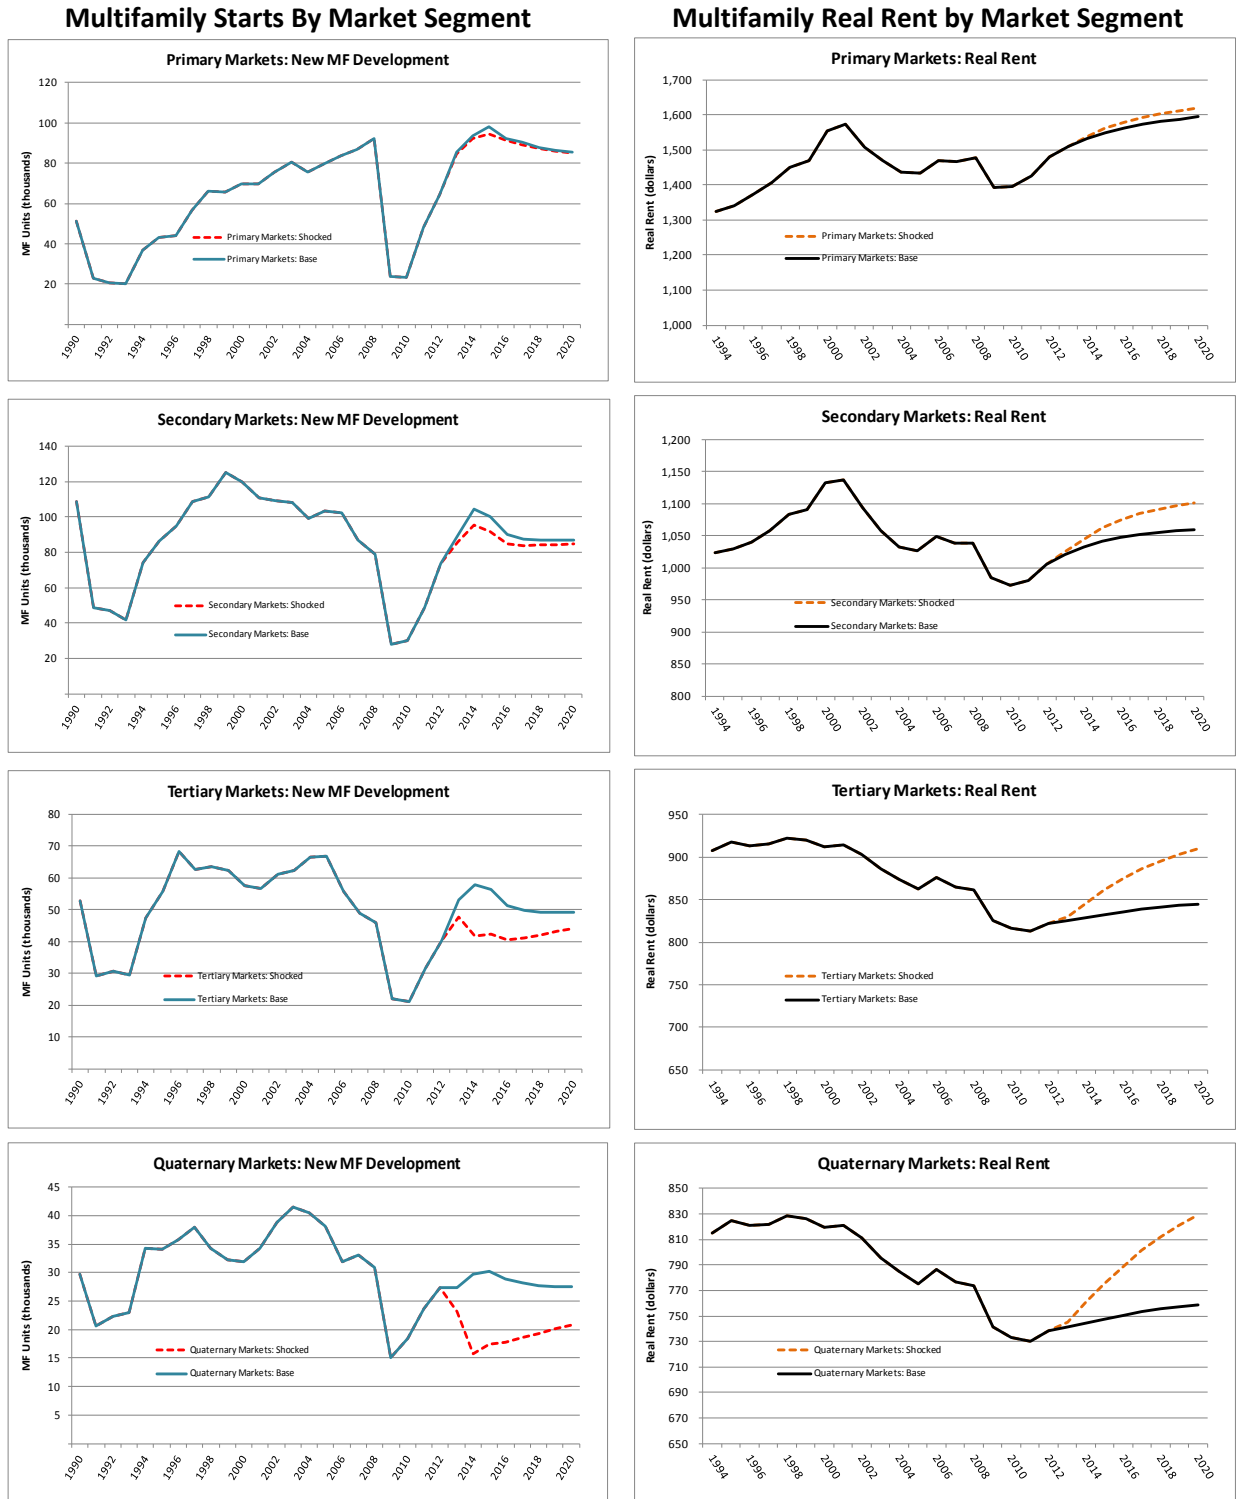 Multifamily Starts By Market Segment
Multifamily Real Rent by Market Segment
Primary Markets: New MF Development
MF Units (thousands)
120
100
80
60
40
20
Primary Markets: Shocked
Primary Markets: Base
1990 1992 1994 1996 1998 2000 2002 2004 2006 2008 2010 2012 2014 2016 2018 2020
Primary Markets: Real Rent
Real Rent (dollars)
1,700
1,600
1,500
1,400
1,300
1,200
1,100
1,000
Primary Markets: Shocked
Primary Markets: Base
1994 1996 1998 2000 2002 2004 2006 2008 2010 2012 2014 2016 2018 2020
Secondary Markets: New MF Development
MF Units (thousands)
140
120
100
80
60
40
20
Secondary Markets: Shocked
Secondary Markets: Base
1990 1992 1994 1996 1998 2000 2002 2004 2006 2008 2010 2012 2014 2016 2018 2020
Secondary Markets: Real Rent
Real Rent (dollars)
1,200
1,150
1,100
1,050
1,000
950
900
850
800
Secondary Markets: Shocked
Secondary Markets: Base
1994 1996 1998 2000 2002 2004 2006 2008 2010 2012 2014 2016 2018 2020
Tertiary Markets: New MF Development
MF Units (thousands)
80
70
60
50
40
30
20
10
Tertiary Markets: Shocked
Tertiary Markets: Base
1990 1992 1994 1996 1998 2000 2002 2004 2006 2008 2010 2012 2014 2016 2018 2020
Tertiary Markets: Real Rent
Real Rent (dollars)
950
900
850
800
750
700
650
Tertiary Markets: Shocked
Tertiary Markets: Base
1994 1996 1998 2000 2002 2004 2006 2008 2010 2012 2014 2016 2018 2020
Quaternary Markets: New MF Development
MF Units (thousands)
45
40
35
30
25
20
15
10
5
Quaternary Markets: Shocked
Quaternary Markets: Base
1990 1992 1994 1996 1998 2000 2002 2004 2006 2008 2010 2012 2014 2016 2018 2020
Quaternary Markets: Real Rent
Real Rent (dollars)
850
830
810
790
770
750
730
710
690
670
650
Quaternary Markets: Shocked
Quaternary Markets: Base
1994 1996 1998 2000 2002 2004 2006 2008 2010 2012 2014 2016 2018 2020